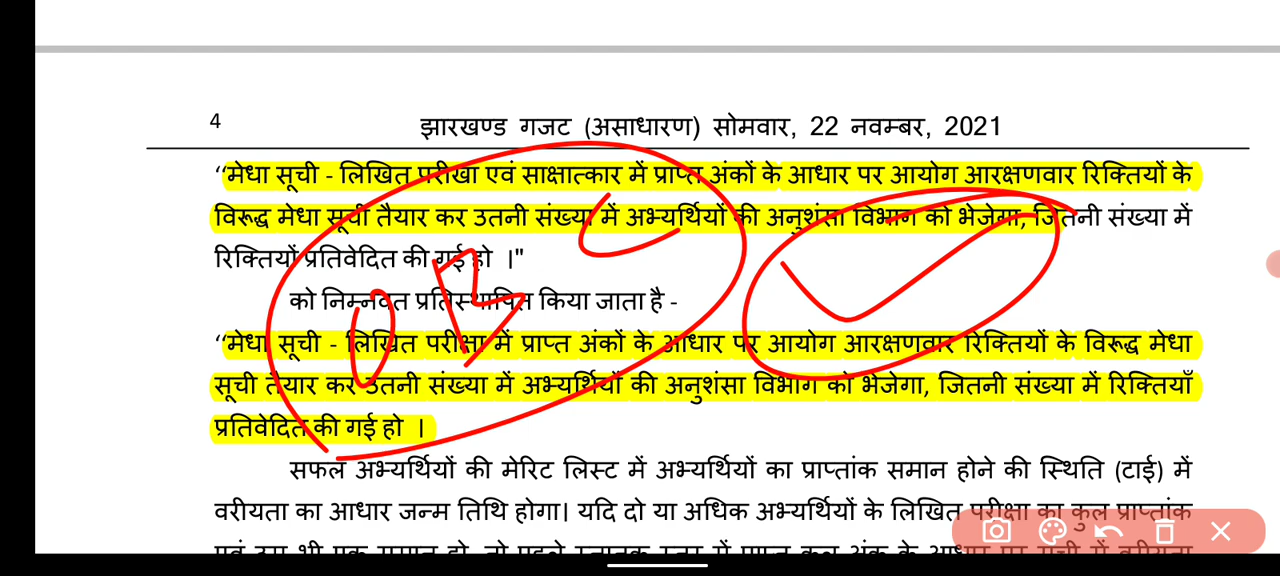 4 झारखण्ड गजट (असाधारण) सोमवार, 22 नवम्बर, 2021
‘‘मेधा सूची - लिखित परीक्षा एवं साक्षात्कार में प्राप्त अंकों के आधार पर आयोग आरक्षणवार रिक्तियों के
विरूद्ध मेधा सूची तैयार कर उतनी संख्या में अभ्यर्थियों की अनुशंसा विभाग को भेजेगा, जितनी संख्या में
रिक्तियों प्रतिवेदित की गई हो ।"
को निम्नवत प्रतिस्थापित किया जाता है -
‘‘मेधा सूची - लिखित परीक्षा में प्राप्त अंकों के आधार पर आयोग आरक्षणवार रिक्तियों के विरूद्ध मेधा
सूची तैयार कर उतनी संख्या में अभ्यर्थियों की अनुशंसा विभाग को भेजेगा, जितनी संख्या में रिक्तियाँ
प्रतिवेदित की गई हो ।
OBC
सफल अभ्यर्थियों की मेरिट लिस्ट में अभ्यर्थियों का प्राप्तांक समान होने की स्थिति (टाई) में
वरीयता का आधार जन्म तिथि होगा। यदि दो या अधिक अभ्यर्थियों के लिखित परीक्षा का कुल प्राप्तांक